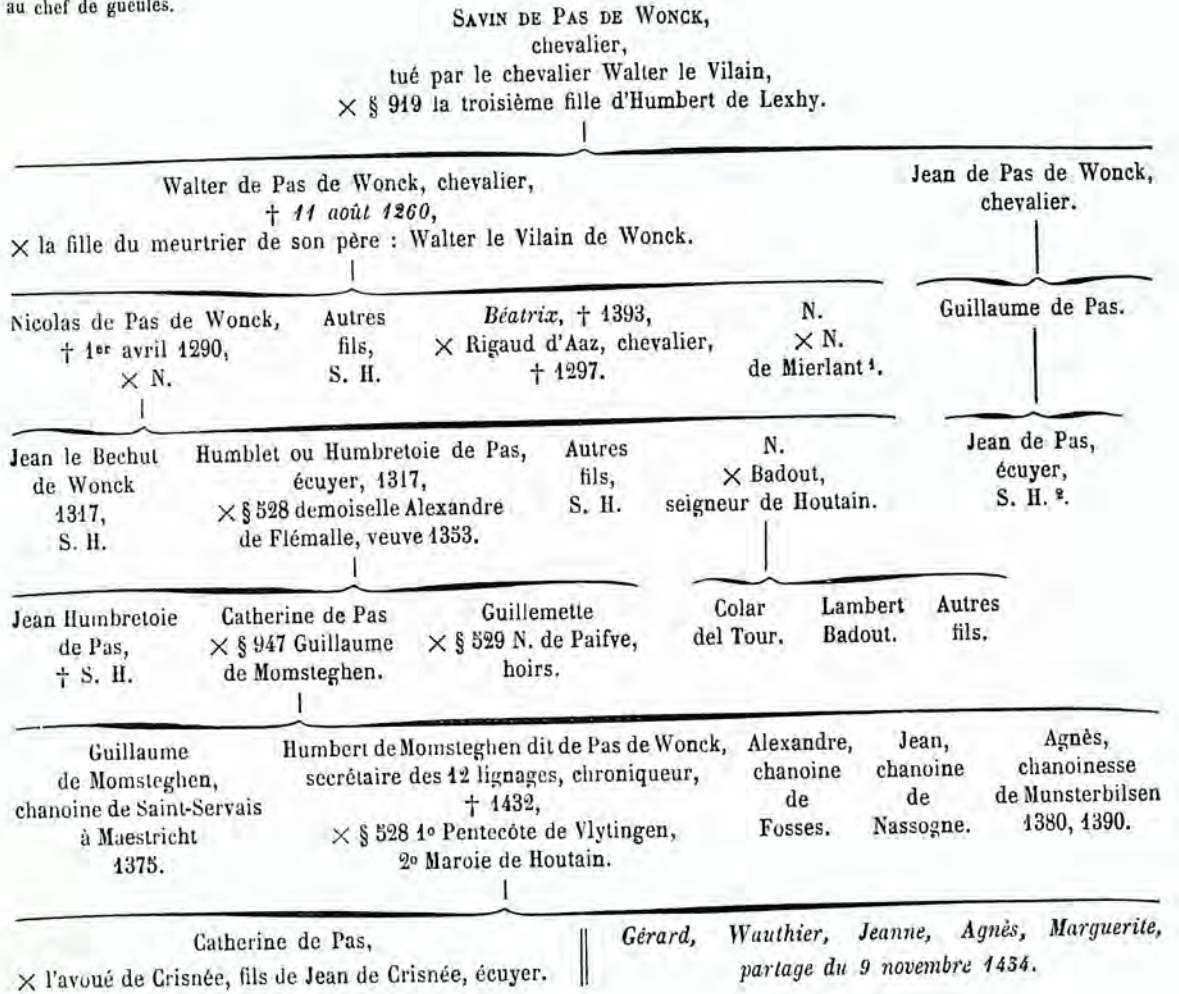 au chef de gueules.
SAVIN DE PAS DE WONCK,
chevalier,
tué par le chevalier Walter le Vilain,
× § 919 la troisième fille d'Humbert de Lexhy.
Walter de Pas de Wonck, chevalier,
† 11 août 1260,
× la fille du meurtrier de son père : Walter le Vilain de Wonck.
Jean de Pas de Wonck,
chevalier.
Nicolas de Pas de Wonck,
† 1er avril 1290,
× N.
Autres
fils,
S. H.
Béatrix, † 1393,
× Rigaud d'Aaz, chevalier,
† 1297.
N.
× N.
de Mierlant 1.
Guillaume de Pas.
Jean le Bechut
de Wonck
1317,
S. H.
Humblet ou Humbretoie de Pas,
écuyer, 1317,
× § 528 demoiselle Alexandre
de Flémalle, veuve 1353.
Autres
fils,
S. H.
N.
× Badout,
seigneur de Houtain.
Jean de Pas,
écuyer,
S. H. 2.
Jean Humbretoie
de Pas,
† S. H.
Catherine de Pas
× § 947 Guillaume
de Momsteghen.
Guillemette
× § 529 N. de Paifve,
hoirs.
Colar
del Tour.
Lambert
Badout.
Autres
fils.
Guillaume
de Momsteghen,
chanoine de Saint-Servais
à Maestricht
1375.
Humbert de Momsteghen dit de Pas de Wonck,
secrétaire des 12 lignages, chroniqueur,
† 1432,
× § 528 1º Pentecôte de Vlytingen,
2º Maroie de Houtain.
Alexandre,
chanoine
de
Fosses.
Jean,
chanoine
de
Nassogne.
Agnès,
chanoinesse
de Munsterbilsen
1380, 1390.
Catherine de Pas,
× l'avoué de Crisnée, fils de Jean de Crisnée, écuyer.
Gérard, Wauthier, Jeanne, Agnès, Marguerite,
partage du 9 novembre 1434.